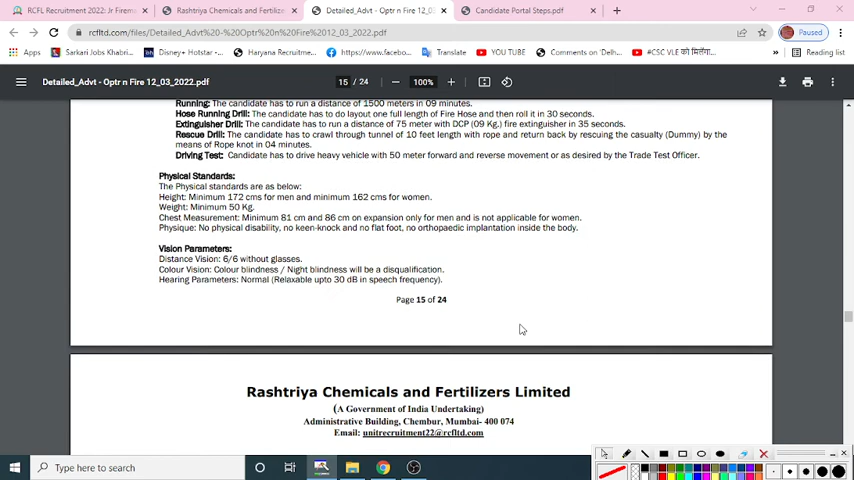 RCFL Recruitment 2022: Jr Firem
Rashtriya Chemicals and Fertilize
Detailed_Advt - Optr n Fire 12_0
Candidate Portal Steps.pdf
rcfltd.com/files/Detailed_Advt%20-%20Optr%20n%20Fire%2012_03_2022.pdf
Paused
Apps
Sarkari Jobs Khabri...
Disney+ Hotstar -...
Haryana Recruitme...
https://www.facebo...
Translate
YOU TUBE
Comments on 'Delh...
#CSC VLE को मिलेंगा...
Reading list
Detailed_Advt - Optr n Fire 12_03_2022.pdf
15 / 24
100%
Running: The candidate has to run a distance of 1500 meters in 09 minutes.
Hose Running Drill: The candidate has to do layout one full length of Fire Hose and then roll it in 30 seconds.
Extinguisher Drill: The candidate has to run a distance of 75 meter with DCP (09 Kg.) fire extinguisher in 35 seconds.
Rescue Drill: The candidate has to crawl through tunnel of 10 feet length with rope and return back by rescuing the casualty (Dummy) by the
means of Rope knot in 04 minutes.
Driving Test: Candidate has to drive heavy vehicle with 50 meter forward and reverse movement or as desired by the Trade Test Officer.
Physical Standards:
The Physical standards are as below:
Height: Minimum 172 cms for men and minimum 162 cms for women.
Weight: Minimum 50 Kg.
Chest Measurement: Minimum 81 cm and 86 cm on expansion only for men and is not applicable for women.
Physique: No physical disability, no keen-knock and no flat foot, no orthopaedic implantation inside the body.
Vision Parameters:
Distance Vision: 6/6 without glasses.
Colour Vision: Colour blindness / Night blindness will be a disqualification.
Hearing Parameters: Normal (Relaxable upto 30 dB in speech frequency).
Page 15 of 24
Rashtriya Chemicals and Fertilizers Limited
(A Government of India Undertaking)
Administrative Building, Chembur, Mumbai- 400 074
Email: unitrecruitment22@rcfltd.com
Type here to search